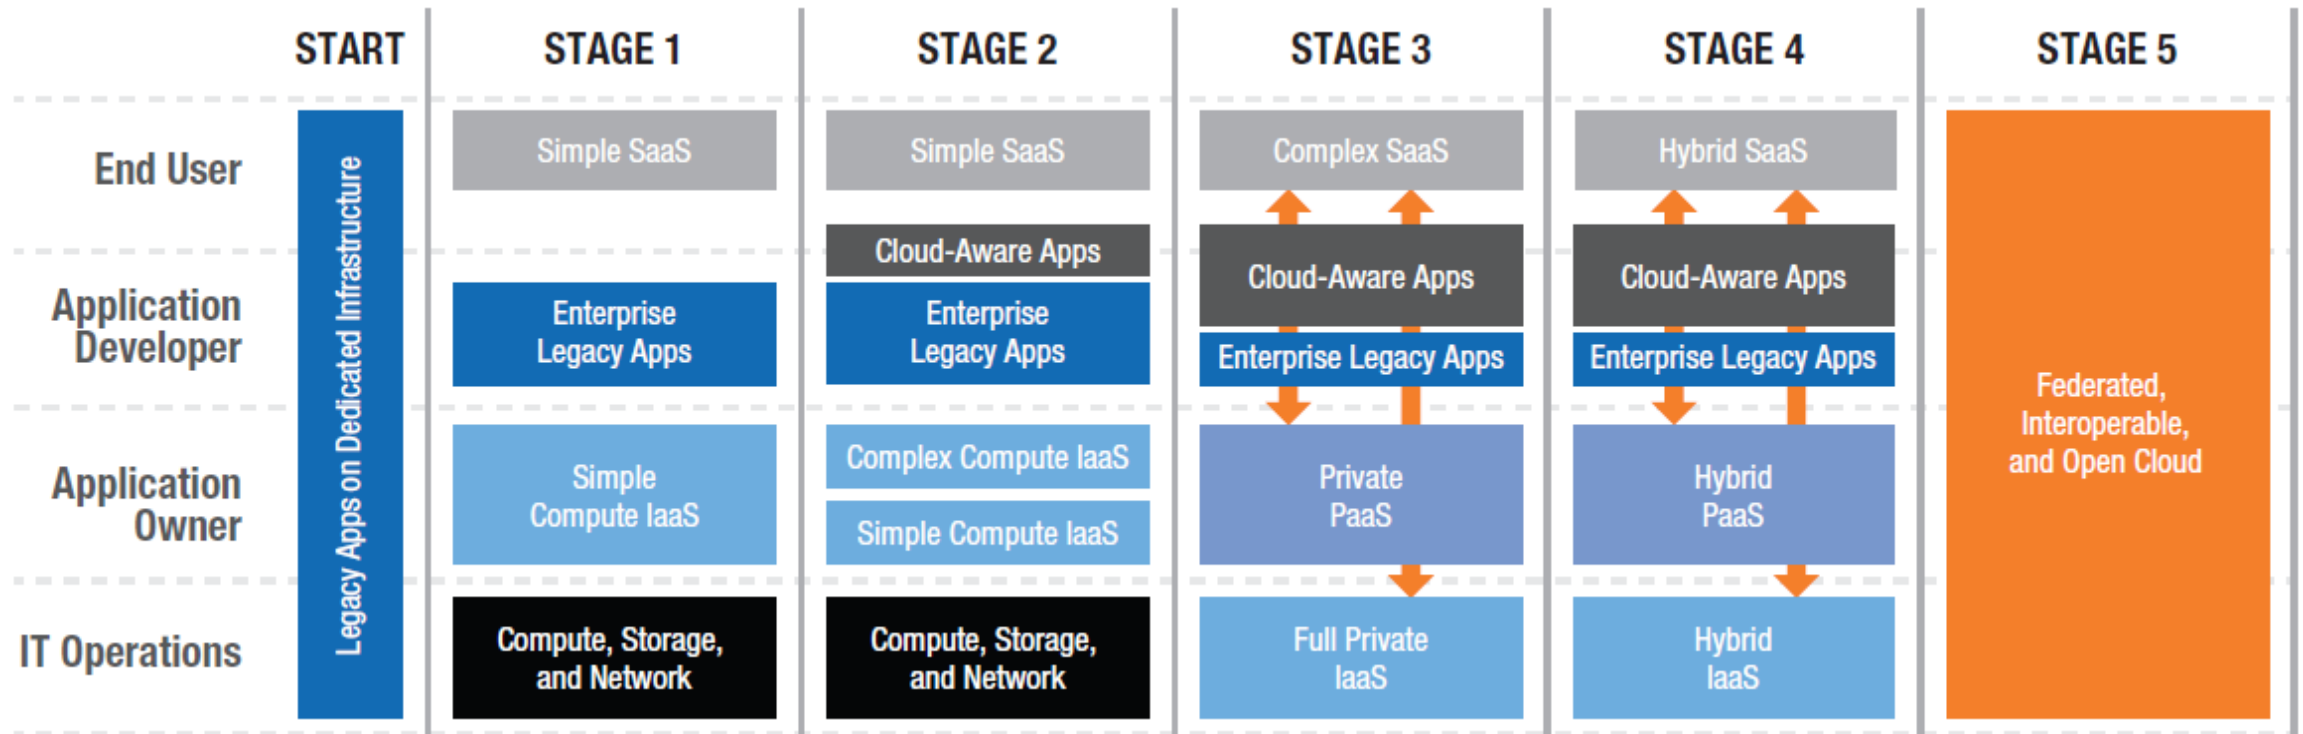 START
STAGE 1
STAGE 2
STAGE 3
STAGE 4
STAGE 5
End User
Application
Developer
Application
Owner
IT Operations
Legacy Apps on Dedicated Infrastructure
Simple SaaS
Enterprise
Legacy Apps
Simple
Compute IaaS
Compute, Storage,
and Network
Simple SaaS
Cloud-Aware Apps
Enterprise
Legacy Apps
Complex Compute IaaS
Simple Compute IaaS
Compute, Storage,
and Network
Complex SaaS
Cloud-Aware Apps
Enterprise Legacy Apps
Private
PaaS
Full Private
IaaS
Hybrid SaaS
Cloud-Aware Apps
Enterprise Legacy Apps
Hybrid
PaaS
Hybrid
IaaS
Federated,
Interoperable,
and Open Cloud